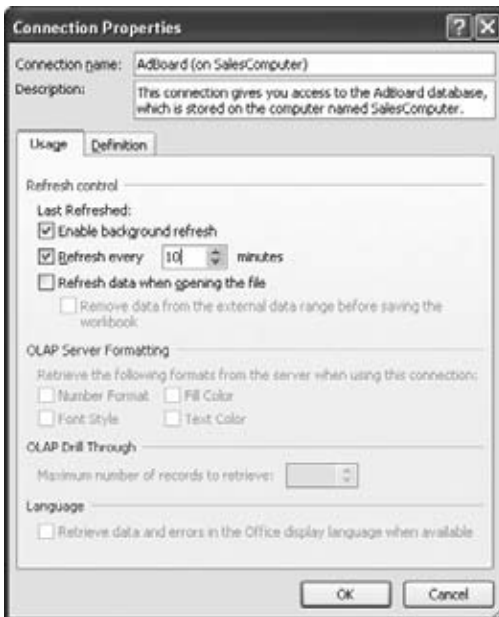 Connection Properties
Connection name: AdBoard (on SalesComputer)
Description: This connection gives you access to the AdBoard database,
which is stored on the computer named SalesComputer.
Usage Definition
Refresh control
Last Refreshed:
Enable background refresh
Refresh every 10 minutes
Refresh data when opening the file
Remove data from the external data range before saving the
workbook
OLAP Server Formatting
Retrieve the following formats from the server when using this connection:
Number Format Fill Color
Font Style Text Color
OLAP Drill Through
Maximum number of records to retrieve:
Language
Retrieve data and errors in the Office display language when available
OK Cancel